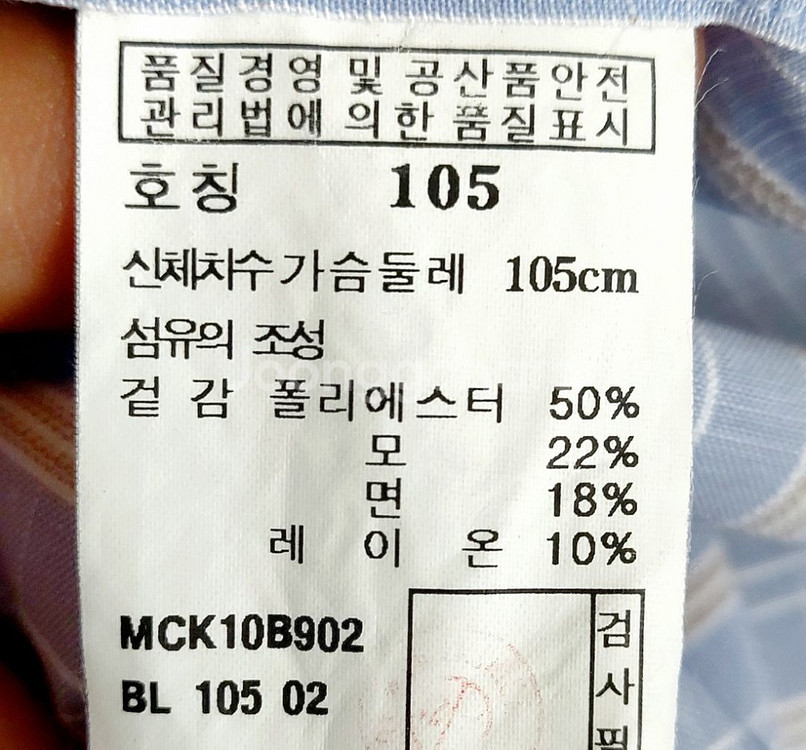 품질경영 및 공산품안전
관리법에 의한 품질표시
호칭 105
신체치수 가슴둘레 105cm
섬유의 조성
겉 감 폴리에스터 50%
모 22%
면 18%
레 이 온 10%
MCK10B902
BL 105 02
검
사
필